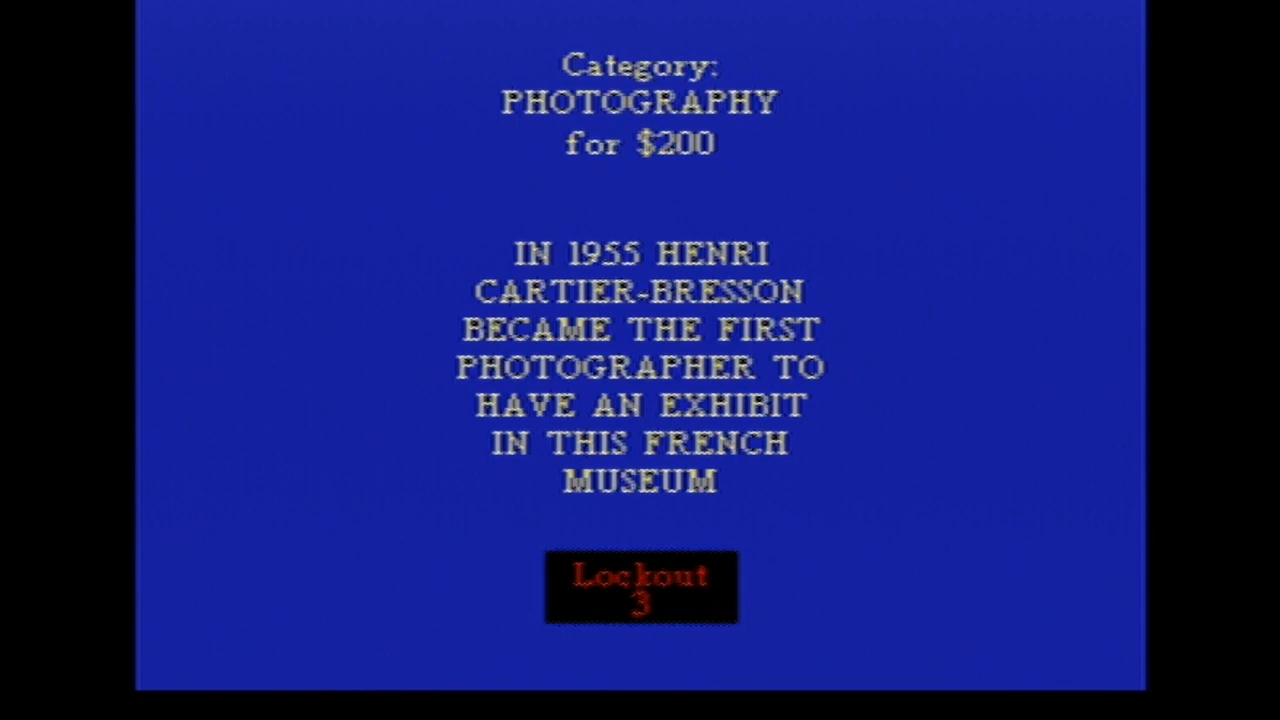 Category:
PHOTOGRAPHY
for $200
IN 1955 HENRI
CARTIER-BRESSON
BECAME THE FIRST
PHOTOGRAPHER TO
HAVE AN EXHIBIT
IN THIS FRENCH
MUSEUM
Lockout
3